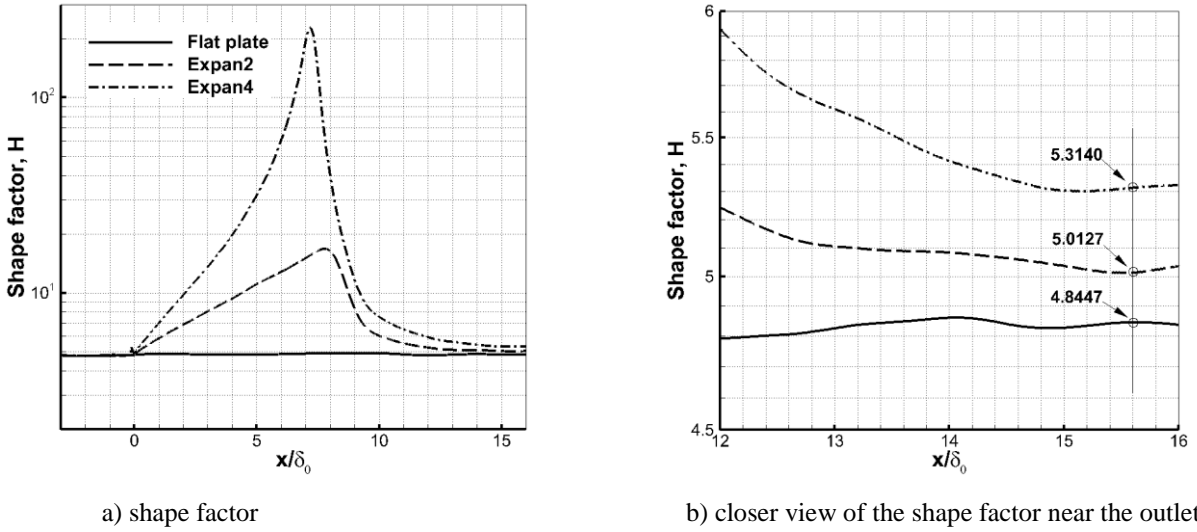 Flat plate
Expan2
Expan4
10²
10¹
Shape factor, H
0
5
10
15
x/δ₀
a) shape factor
6
5.5
5
4.5
Shape factor, H
5.3140
5.0127
4.8447
12
13
14
15
16
x/δ₀
b) closer view of the shape factor near the outlet